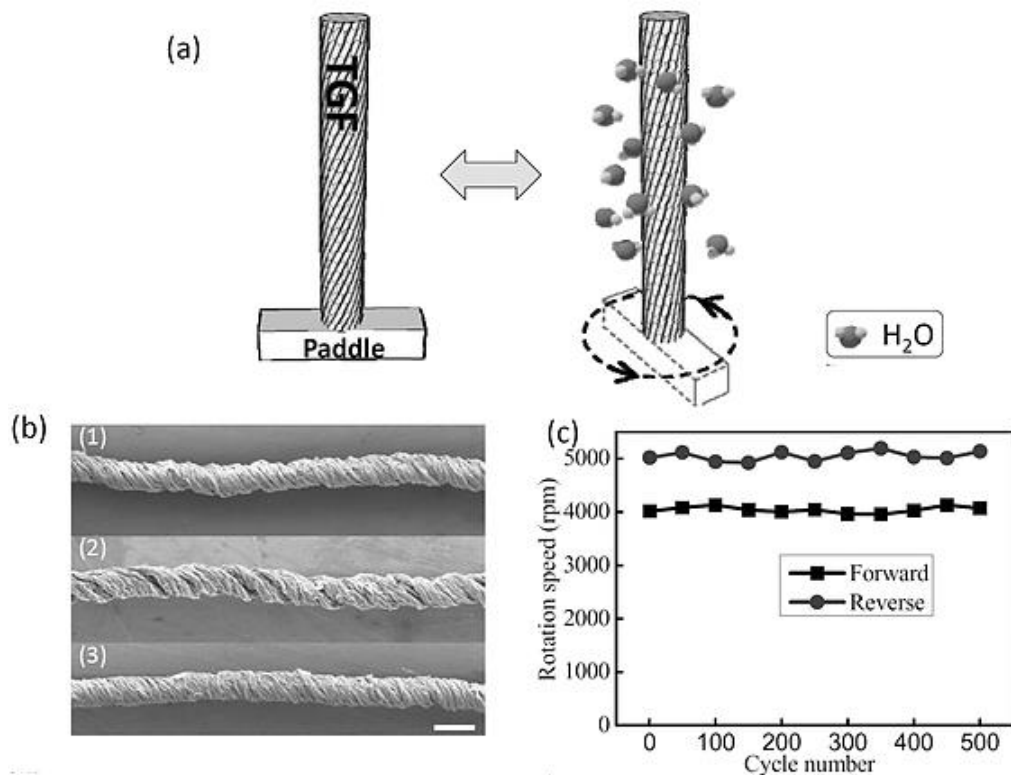 (a)
TGF
Paddle
H₂O
(b)
(1)
(2)
(3)
(c)
Rotation speed (rpm)
5000
4000
3000
2000
1000
0
Forward
Reverse
0 100 200 300 400 500
Cycle number